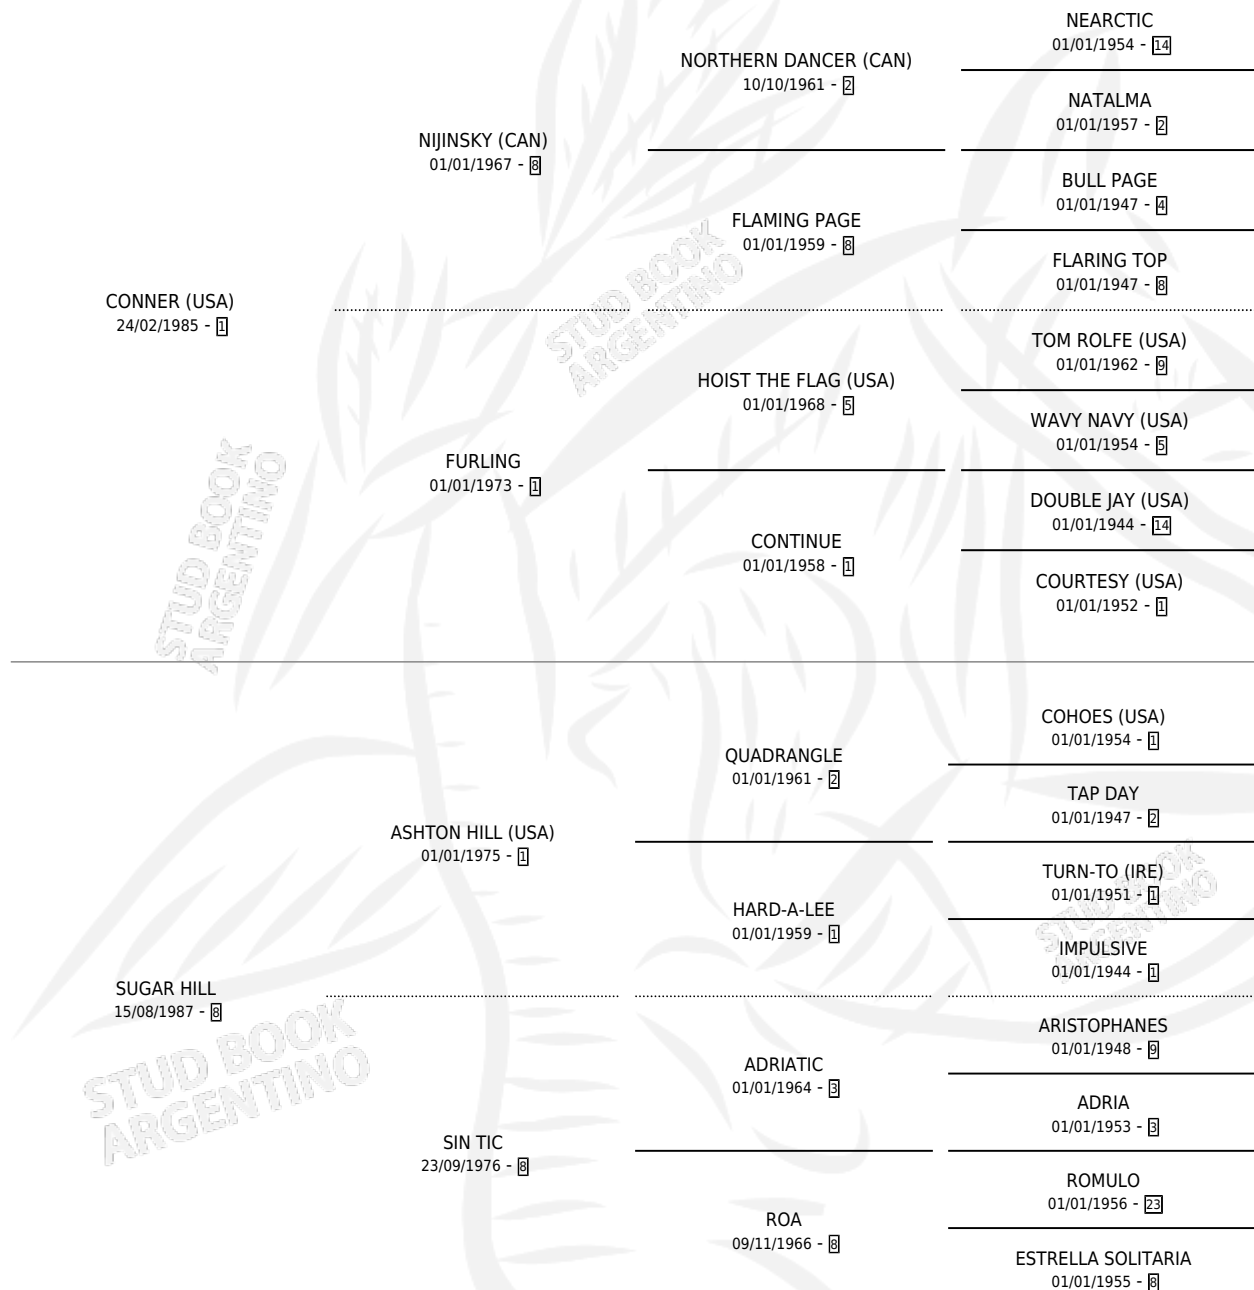 NEARCTIC
01/01/1954 - 14
NORTHERN DANCER (CAN)
10/10/1961 - 2
NATALMA
01/01/1957 - 2
NIJINSKY (CAN)
01/01/1967 - 8
BULL PAGE
01/01/1947 - 4
FLAMING PAGE
01/01/1959 - 8
FLARING TOP
01/01/1947 - 8
CONNER (USA)
24/02/1985 - 1
TOM ROLFE (USA)
01/01/1962 - 9
HOIST THE FLAG (USA)
01/01/1968 - 5
WAVY NAVY (USA)
01/01/1954 - 5
FURLING
01/01/1973 - 1
DOUBLE JAY (USA)
01/01/1944 - 14
CONTINUE
01/01/1958 - 1
COURTESY (USA)
01/01/1952 - 1
COHOES (USA)
01/01/1954 - 1
QUADRANGLE
01/01/1961 - 2
TAP DAY
01/01/1947 - 2
ASHTON HILL (USA)
01/01/1975 - 1
TURN-TO (IRE)
01/01/1951 - 1
HARD-A-LEE
01/01/1959 - 1
IMPULSIVE
01/01/1944 - 1
SUGAR HILL
15/08/1987 - 8
ARISTOPHANES
01/01/1948 - 9
ADRIATIC
01/01/1964 - 3
ADRIA
01/01/1953 - 3
SIN TIC
23/09/1976 - 8
ROMULO
01/01/1956 - 23
ROA
09/11/1966 - 8
ESTRELLA SOLITARIA
01/01/1955 - 8
STUD BOOK
ARGENTINO
STUD BOOK
ARGENTINO
STUD BOOK
ARGENTINO
STUD BOOK
ARGENTINO